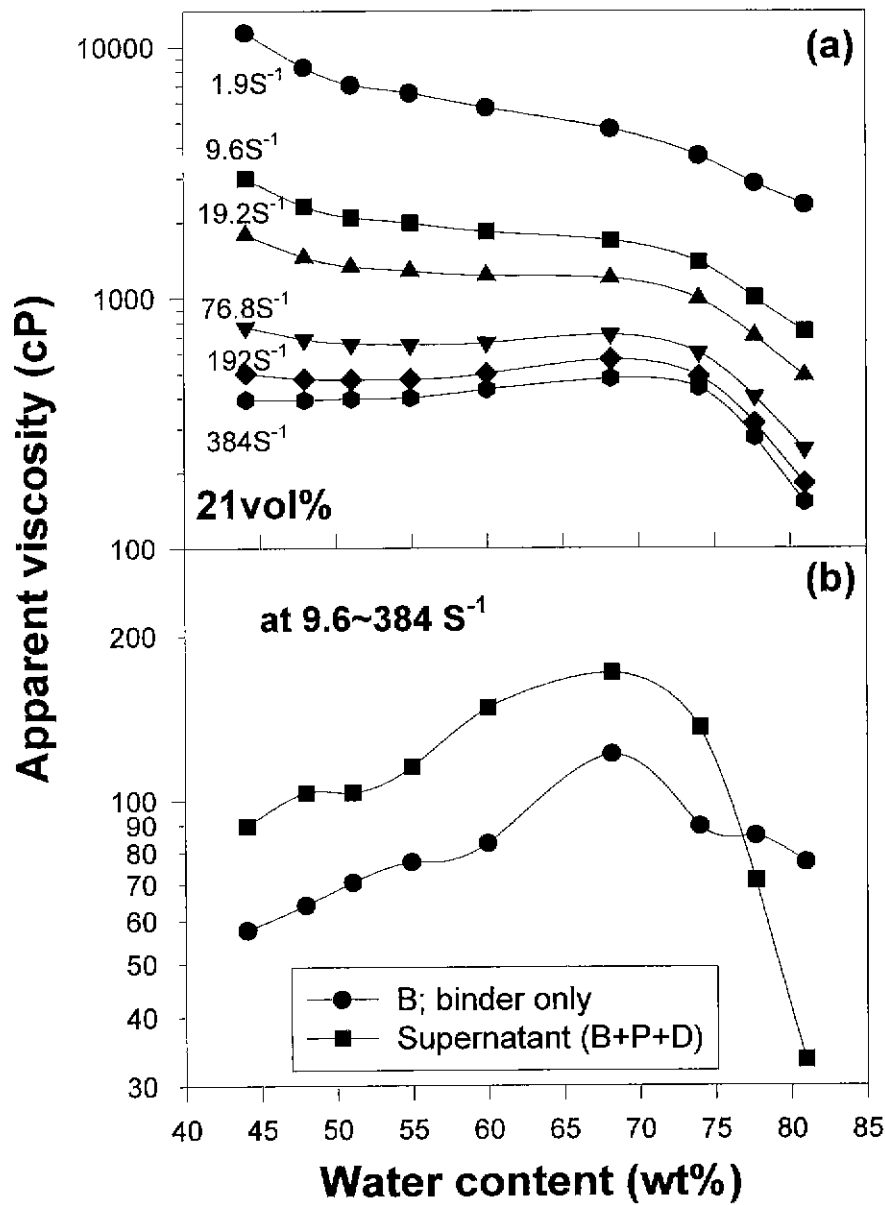 (a)
10000
1.9S⁻¹
9.6S⁻¹
19.2S⁻¹
1000
76.8S⁻¹
192S⁻¹
384S⁻¹
21vol%
100
Apparent viscosity (cP)
(b)
at 9.6~384 S⁻¹
200
100
90
80
70
60
50
40
30
B; binder only
Supernatant (B+P+D)
40 45 50 55 60 65 70 75 80 85
Water content (wt%)